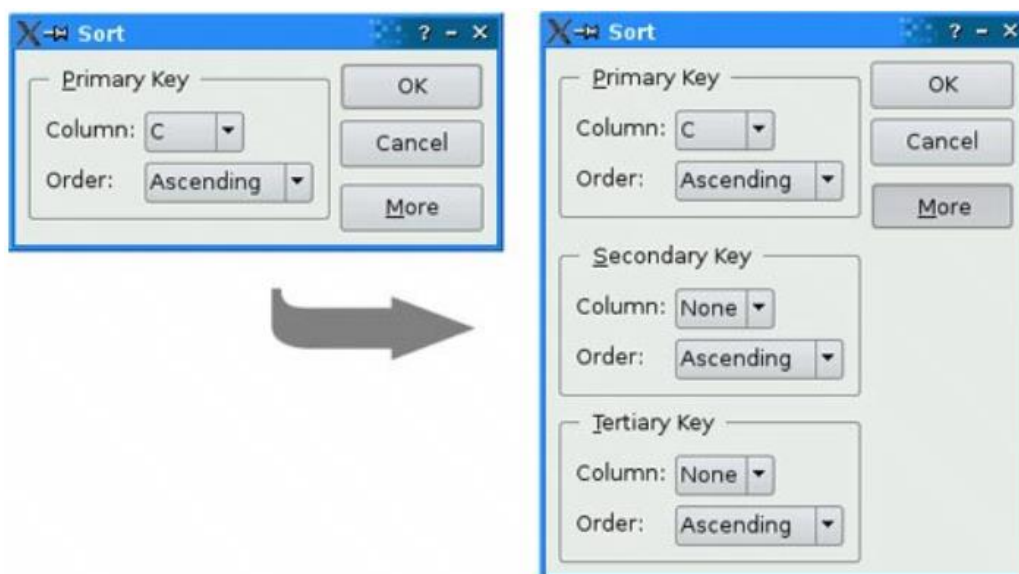 Sort
Primary Key
OK
Column: C
Cancel
Order: Ascending
More
Sort
Primary Key
OK
Column: C
Cancel
Order: Ascending
More
Secondary Key
Column: None
Order: Ascending
Tertiary Key
Column: None
Order: Ascending